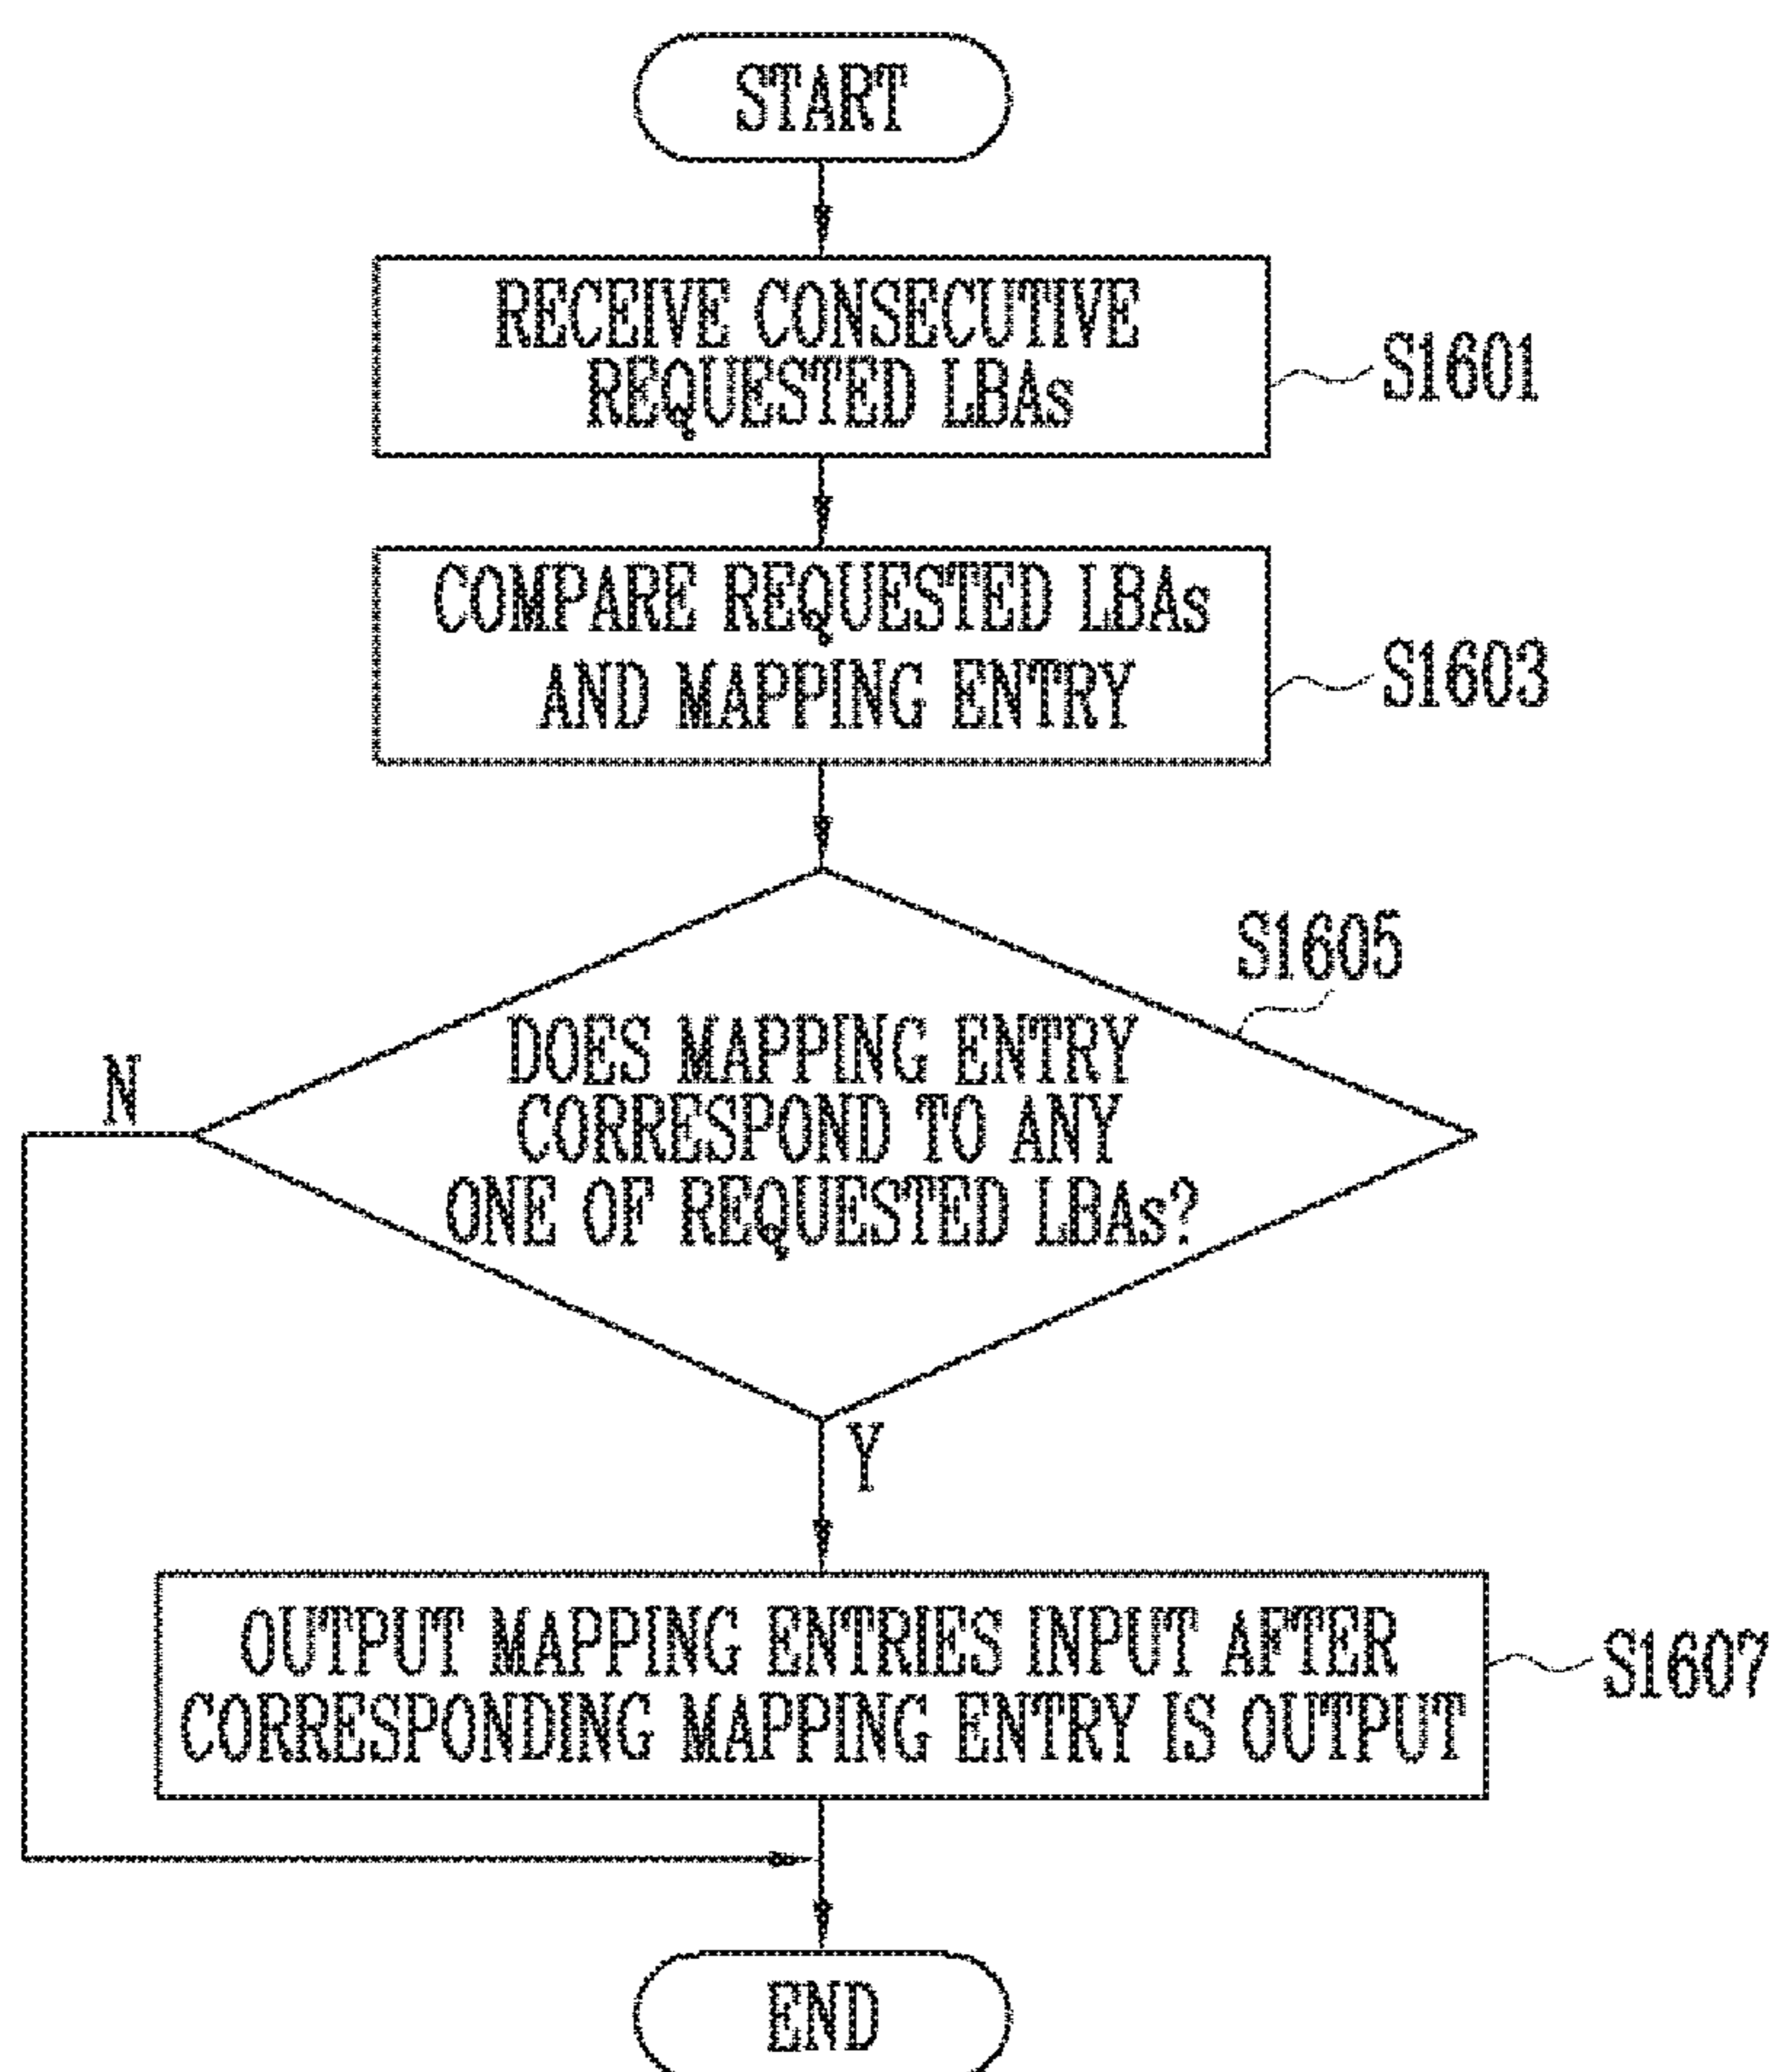 START
RECEIVE CONSECUTIVE
REQUESTED LBAs
S1601
COMPARE REQUESTED LBAs
AND MAPPING ENTRY
S1603
S1605
DOES MAPPING ENTRY
CORRESPOND TO ANY
ONE OF REQUESTED LBAs?
N
Y
OUTPUT MAPPING ENTRIES INPUT AFTER
CORRESPONDING MAPPING ENTRY IS OUTPUT
S1607
END